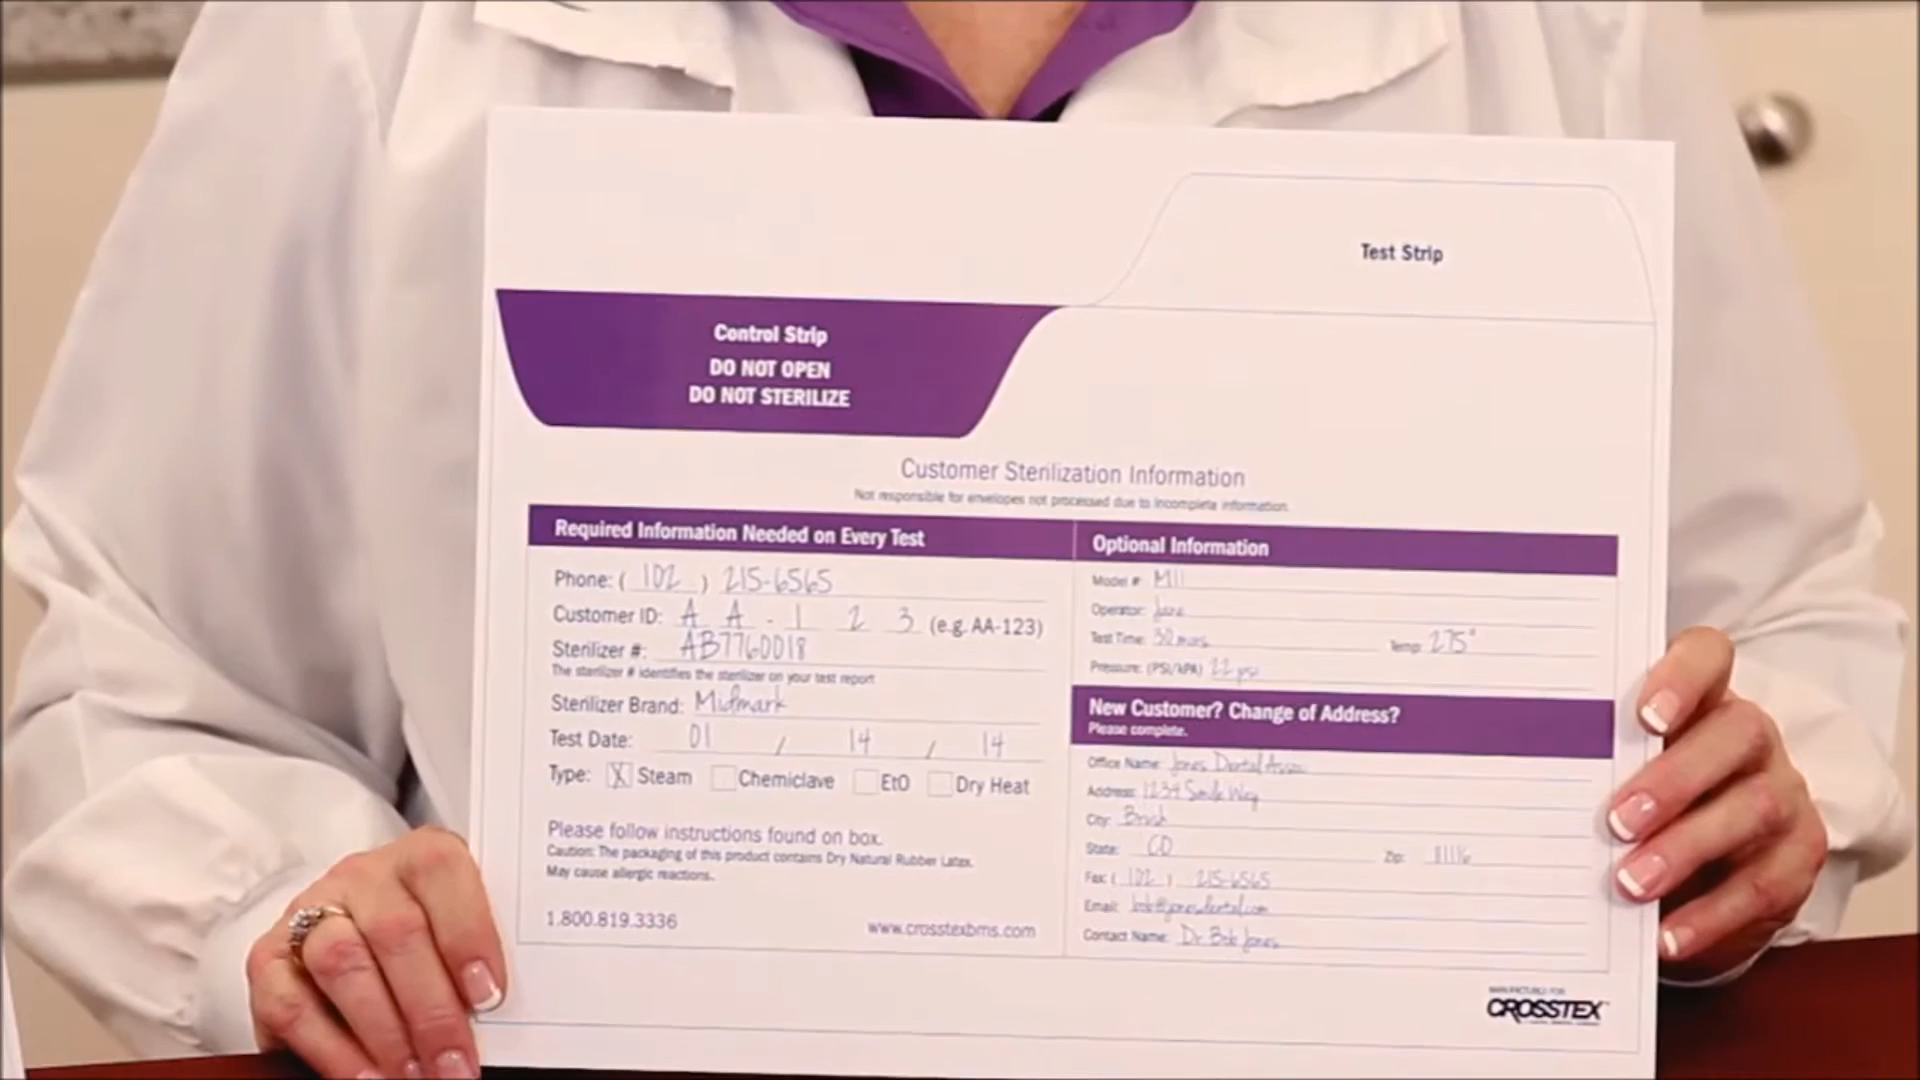 Test Strip
Control Strip
DO NOT OPEN
DO NOT STERILIZE
Customer Sterilization Information
Not responsible for envelopes not processed due to incomplete information.
Required Information Needed on Every Test
Phone: ( 102 ) 215-6565
Customer ID: A A - 1 2 3 (e.g. AA-123)
Sterilizer #: AB7760018
The sterilizer # identifies the sterilizer on your test report
Sterilizer Brand: Midmark
Test Date: 01 / 14 / 14
Type: X Steam Chemiclave EtO Dry Heat
Please follow instructions found on box.
Caution: The packaging of this product contains Dry Natural Rubber Latex.
May cause allergic reactions.
1.800.819.3336 www.crosstexbms.com
Optional Information
Model #: M11
Operator: Jane
Test Time: 30 mins Temp: 275°
Pressure: (PSI/kPA) 22 psi
New Customer? Change of Address?
Please complete.
Office Name: Jones Dental Assoc
Address: 1234 Smile Way
City: Brush
State: CO Zip:
Fax: ( 102 ) 215-6565
Email: bob@jonesdental.com
Contact Name: Dr. Bob Jones
MANUFACTURED FOR
CROSSTEX